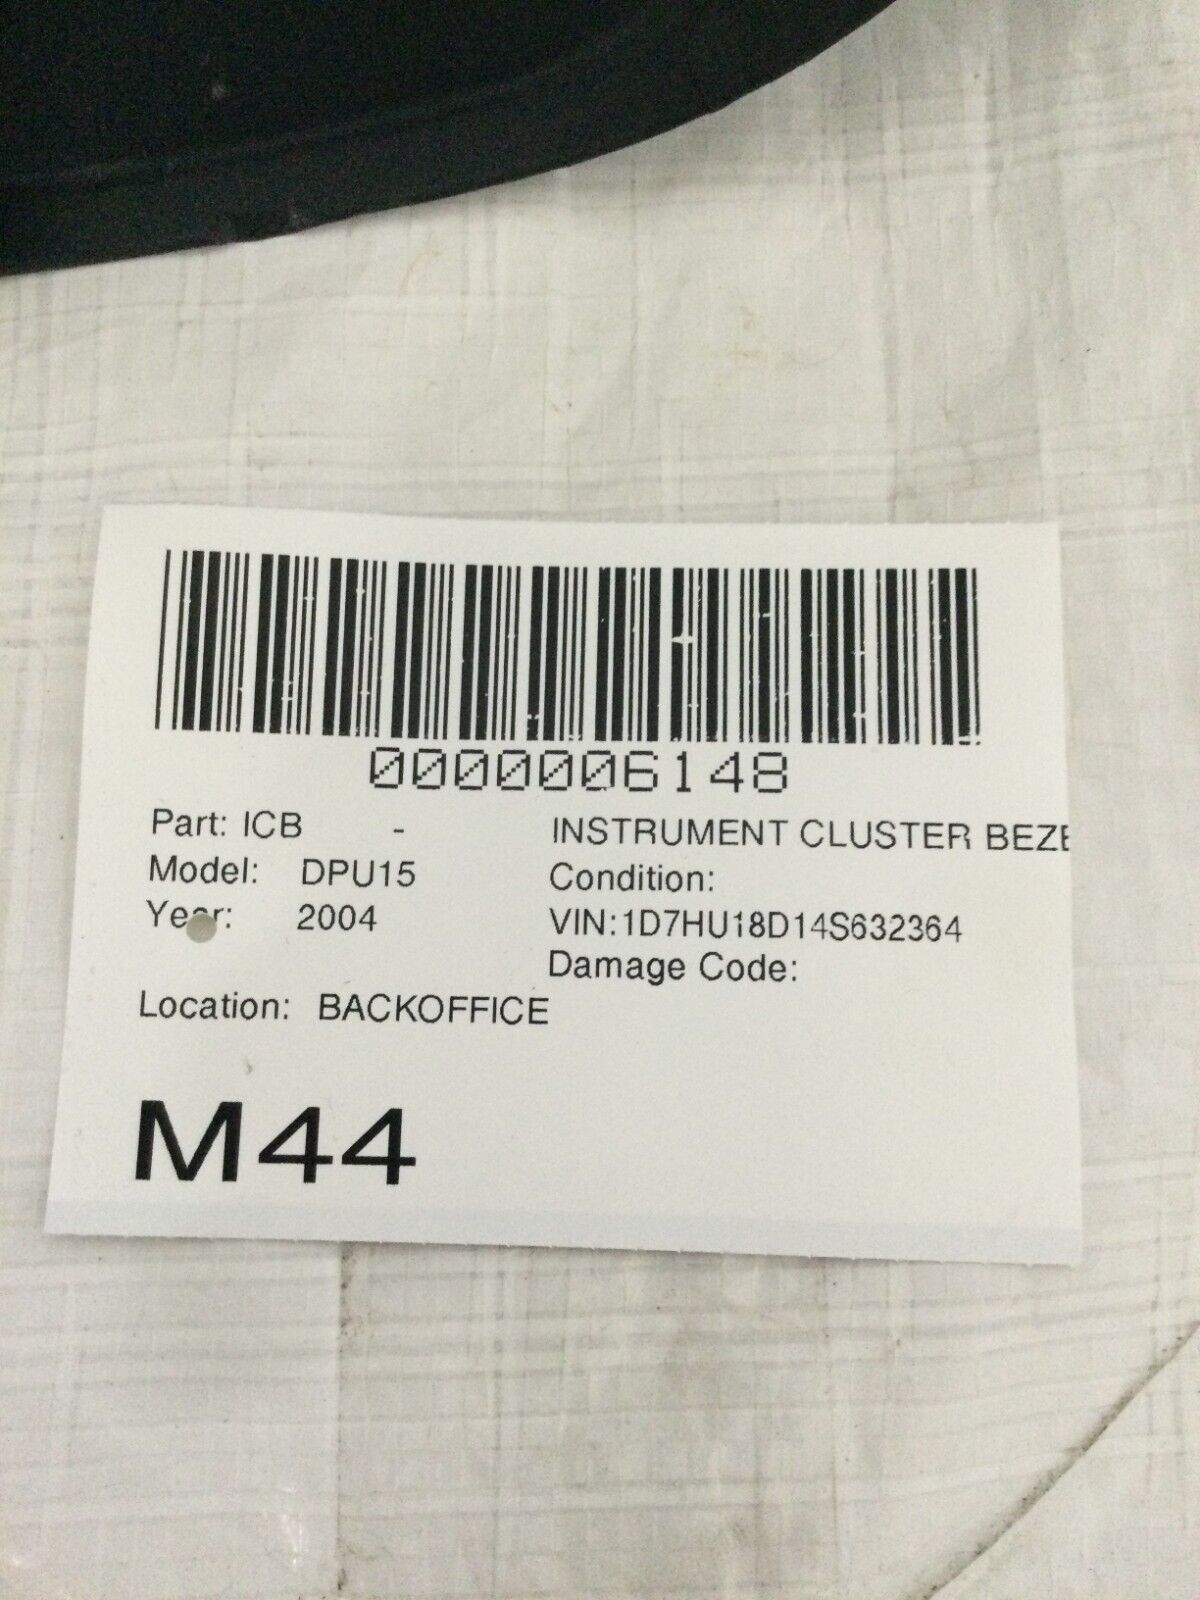 0000006148
Part: ICB - INSTRUMENT CLUSTER BEZE
Model: DPU15 Condition:
Year: 2004 VIN:1D7HU18D14S632364
Damage Code:
Location: BACKOFFICE
M44